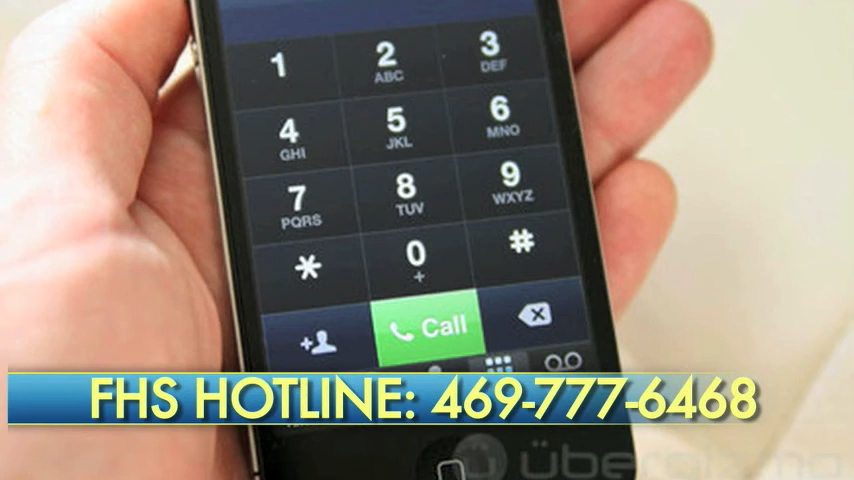 1 2 3
ABC DEF
4 5 6
GHI JKL MNO
7 8 9
PQRS TUV WXYZ
* 0 #
+
+ Call
FHS HOTLINE: 469-777-6468
übergizmo